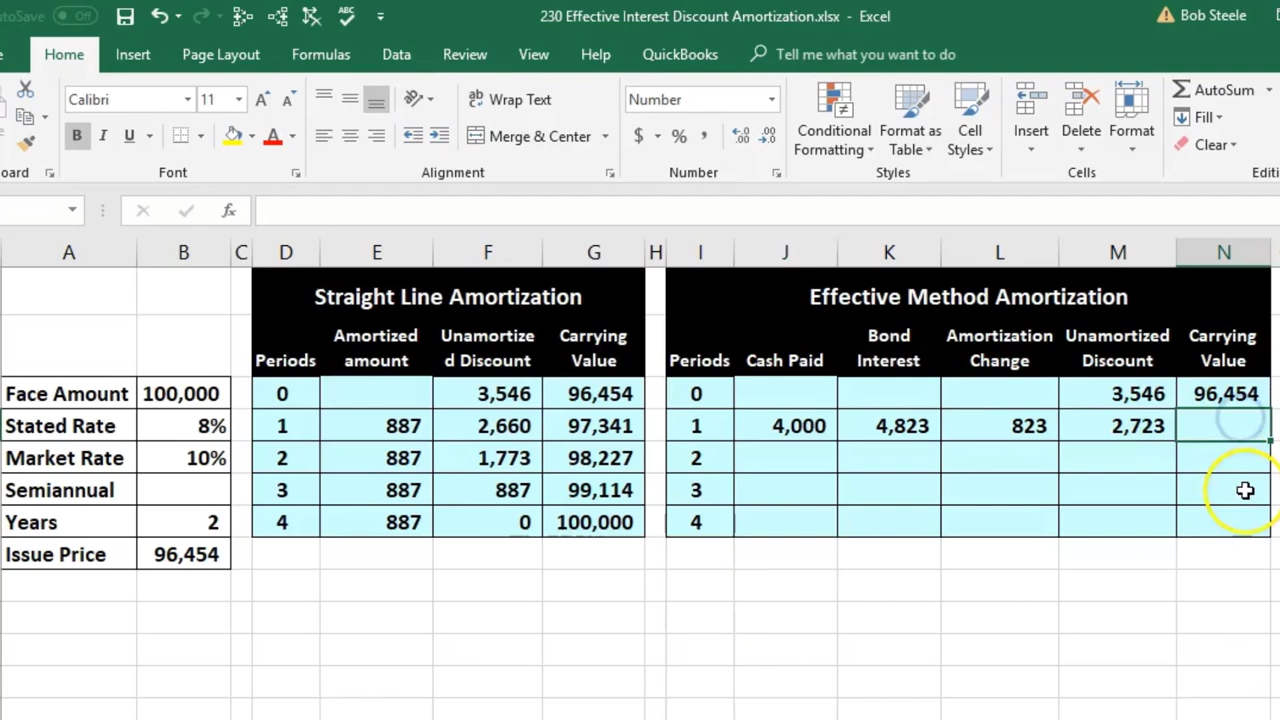 utoSave Off 230 Effective Interest Discount Amortization.xlsx - Excel Bob Steele
Home Insert Page Layout Formulas Data Review View Help QuickBooks Tell me what you want to do
Calibri 11 A A Wrap Text Number Conditional Formatting Format as Table Cell Styles Insert Delete Format AutoSum
B I U A Merge & Center $ % , Fill
Clear
oard Font Alignment Number Styles Cells Editi
fx
A B C D E F G H I J K L M N
Straight Line Amortization Effective Method Amortization
Amortized Unamortize Carrying Bond Amortization Unamortized Carrying
Periods amount d Discount Value Periods Cash Paid Interest Change Discount Value
Face Amount 100,000 0 3,546 96,454 0 3,546 96,454
Stated Rate 8% 1 887 2,660 97,341 1 4,000 4,823 823 2,723
Market Rate 10% 2 887 1,773 98,227 2
Semiannual 3 887 887 99,114 3
Years 2 4 887 0 100,000 4
Issue Price 96,454